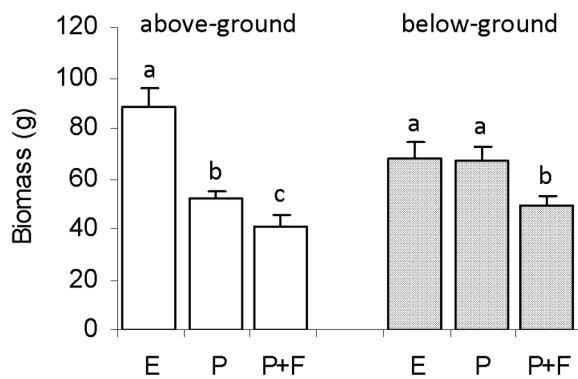 above-ground below-ground
Biomass (g)
120
100
80
60
40
20
0
a b c a a b
E P P+F E P P+F